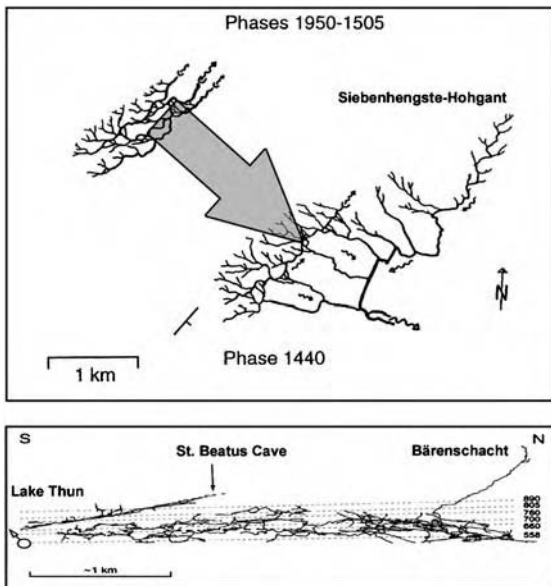 Phases 1950-1505
Siebenhengste-Hohgant
N
Phase 1440
1 km
S
N
St. Beatus Cave
Bärenschacht
Lake Thun
890
805
760
700
660
558
~1 km